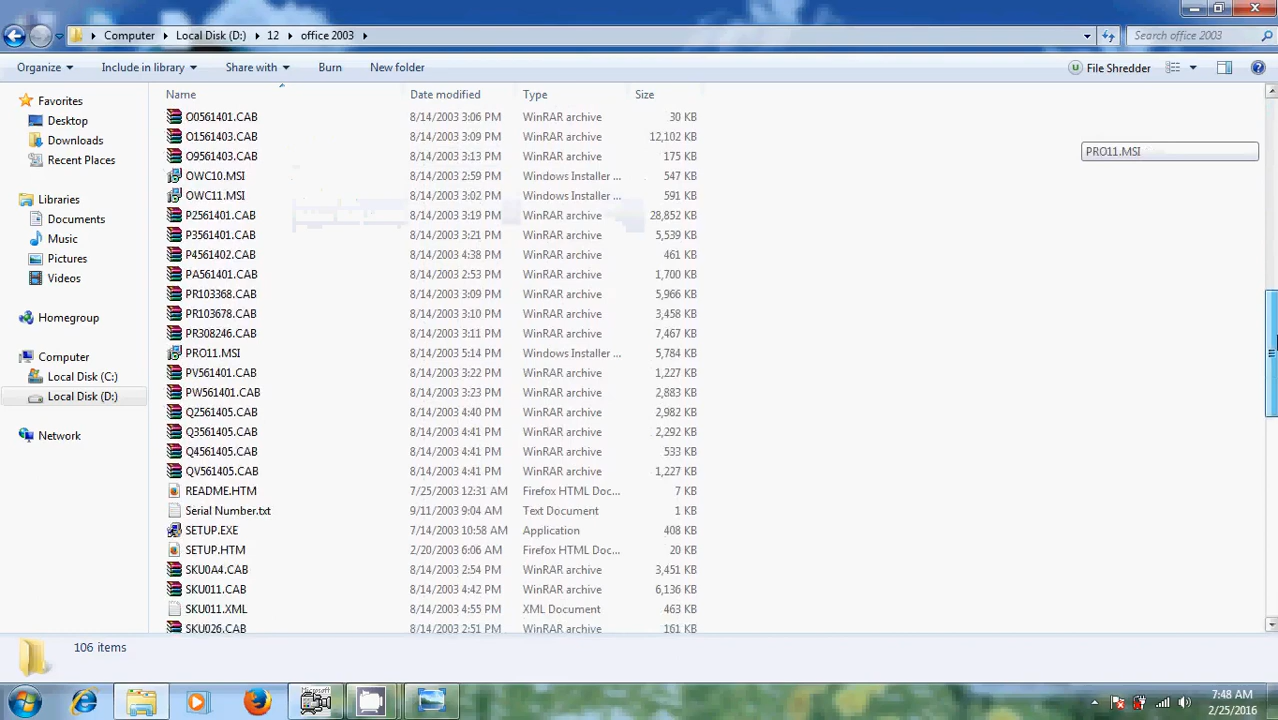 Computer Local Disk (D:) 12 office 2003 Search office 2003
Organize Include in library Share with Burn New folder File Shredder
Name Date modified Type Size
Favorites
Desktop
Downloads
Recent Places
Libraries
Documents
Music
Pictures
Videos
Homegroup
Computer
Local Disk (C:)
Local Disk (D:)
Network
O0561401.CAB 8/14/2003 3:06 PM WinRAR archive 30 KB
O1561403.CAB 8/14/2003 3:09 PM WinRAR archive 12,102 KB
O9561403.CAB 8/14/2003 3:13 PM WinRAR archive 175 KB
OWC10.MSI 8/14/2003 2:59 PM Windows Installer ... 547 KB
OWC11.MSI 8/14/2003 3:02 PM Windows Installer ... 591 KB
P2561401.CAB 8/14/2003 3:19 PM WinRAR archive 28,852 KB
P3561401.CAB 8/14/2003 3:21 PM WinRAR archive 5,539 KB
P4561402.CAB 8/14/2003 4:38 PM WinRAR archive 461 KB
PA561401.CAB 8/14/2003 2:53 PM WinRAR archive 1,700 KB
PR103368.CAB 8/14/2003 3:09 PM WinRAR archive 5,966 KB
PR103678.CAB 8/14/2003 3:10 PM WinRAR archive 3,458 KB
PR308246.CAB 8/14/2003 3:11 PM WinRAR archive 7,467 KB
PRO11.MSI 8/14/2003 5:14 PM Windows Installer ... 5,784 KB
PV561401.CAB 8/14/2003 3:22 PM WinRAR archive 1,227 KB
PW561401.CAB 8/14/2003 3:23 PM WinRAR archive 2,883 KB
Q2561405.CAB 8/14/2003 4:40 PM WinRAR archive 2,982 KB
Q3561405.CAB 8/14/2003 4:41 PM WinRAR archive 2,292 KB
Q4561405.CAB 8/14/2003 4:41 PM WinRAR archive 533 KB
QV561405.CAB 8/14/2003 4:41 PM WinRAR archive 1,227 KB
README.HTM 7/25/2003 12:31 AM Firefox HTML Doc... 7 KB
Serial Number.txt 9/11/2003 9:04 AM Text Document 1 KB
SETUP.EXE 7/14/2003 10:58 AM Application 408 KB
SETUP.HTM 2/20/2003 6:06 AM Firefox HTML Doc... 20 KB
SKU0A4.CAB 8/14/2003 2:54 PM WinRAR archive 3,451 KB
SKU011.CAB 8/14/2003 4:42 PM WinRAR archive 6,136 KB
SKU011.XML 8/14/2003 4:55 PM XML Document 463 KB
SKU026.CAB 8/14/2003 2:51 PM WinRAR archive 161 KB
PRO11.MSI
106 items
Microsoft
7:48 AM
2/25/2016